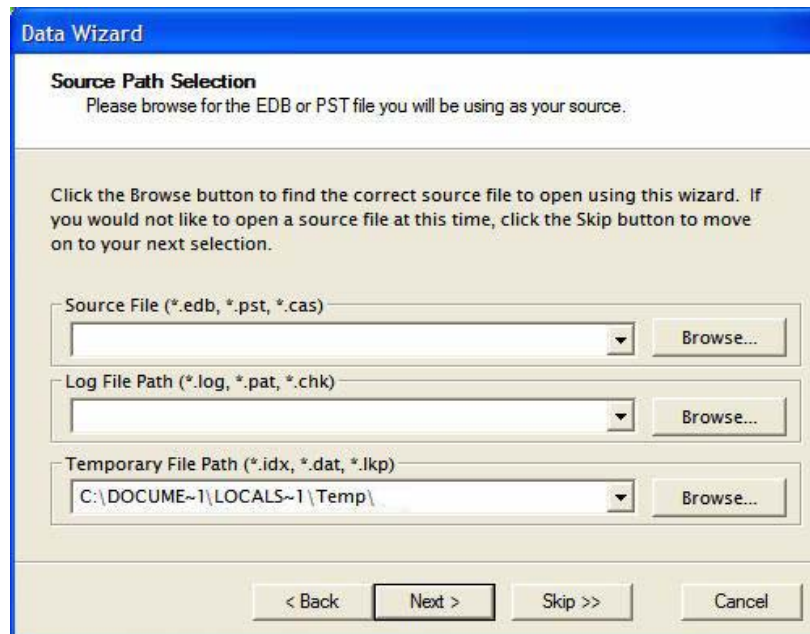 Data Wizard
Source Path Selection
Please browse for the EDB or PST file you will be using as your source.
Click the Browse button to find the correct source file to open using this wizard. If
you would not like to open a source file at this time, click the Skip button to move
on to your next selection.
Source File (*.edb, *.pst, *.cas)
Browse...
Log File Path (*.log, *.pat, *.chk)
Browse...
Temporary File Path (*.idx, *.dat, *.lkp)
C:\DOCUME~1\LOCALS~1\Temp\
Browse...
< Back
Next >
Skip >>
Cancel